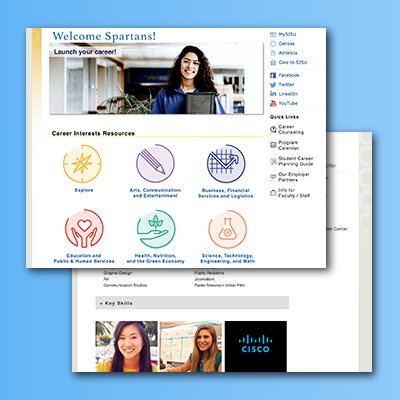 Welcome Spartans!
Launch your career!
MySJSU
Canvas
Athletics
Give to SJSU
Facebook
Twitter
LinkedIn
YouTube
Quick Links
Career
Counseling
Program
Calendar
Student Career
Planning Guide
Our Employer
Partners
Info for
Faculty / Staff
Career Interests Resources
Explore
Arts, Communication
and Entertainment
Business, Financial
Services and Logistics
Education and
Public & Human Services
Health, Nutrition,
and the Green Economy
Science, Technology,
Engineering, and Math
SJSU
Center
Graphic Design
Art
Communication Studies
Public Relations
Journalism
Radio Television Video Film
+ Key Skills
CISCO